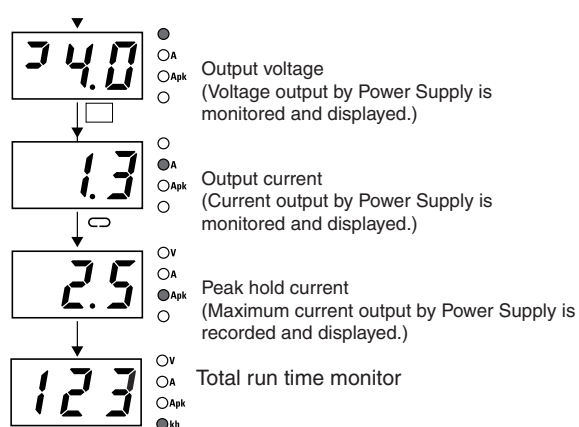 4.0
A
Apk
Output voltage
(Voltage output by Power Supply is
monitored and displayed.)
1.3
A
Apk
Output current
(Current output by Power Supply is
monitored and displayed.)
2.5
V
A
Apk
Peak hold current
(Maximum current output by Power Supply is
recorded and displayed.)
123
V
A
Apk
kh
Total run time monitor